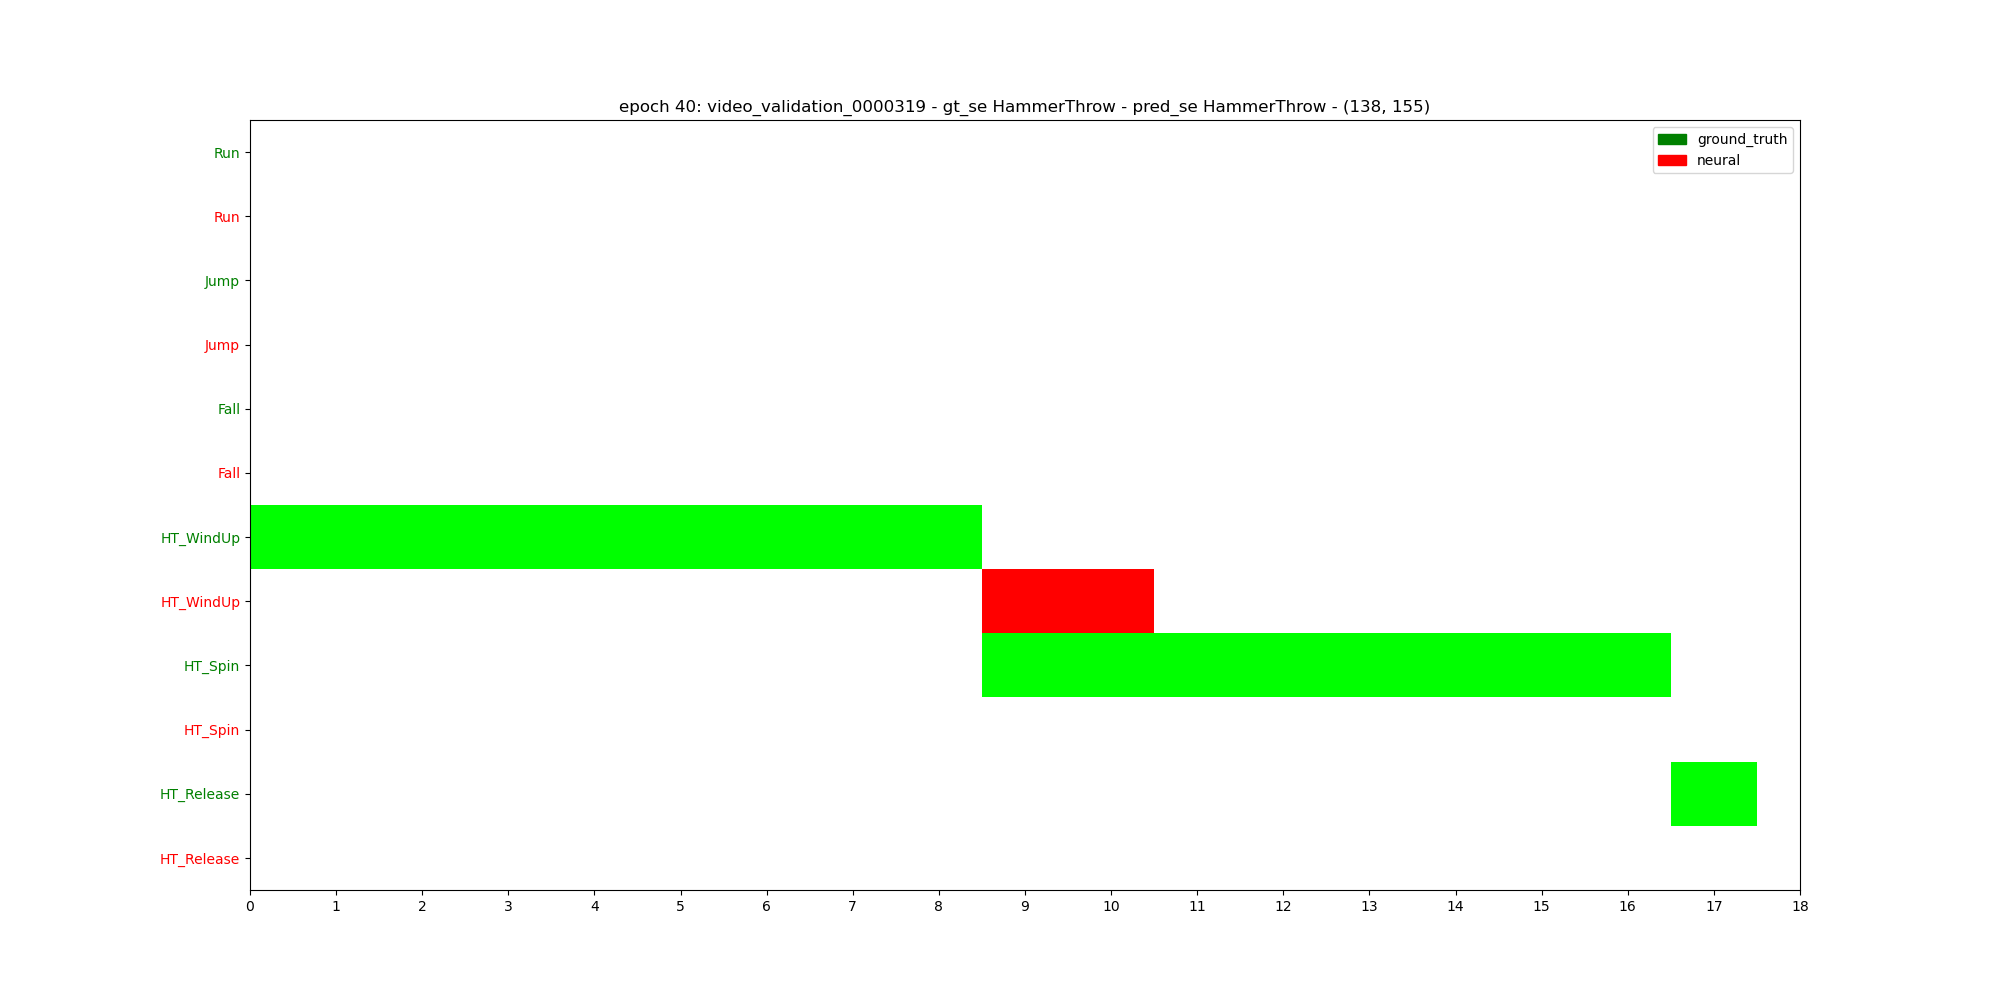 epoch 40: video_validation_0000319 - gt_se HammerThrow - pred_se HammerThrow - (138, 155)
ground_truth
neural
Run
Run
Jump
Jump
Fall
Fall
HT_WindUp
HT_WindUp
HT_Spin
HT_Spin
HT_Release
HT_Release
0 1 2 3 4 5 6 7 8 9 10 11 12 13 14 15 16 17 18